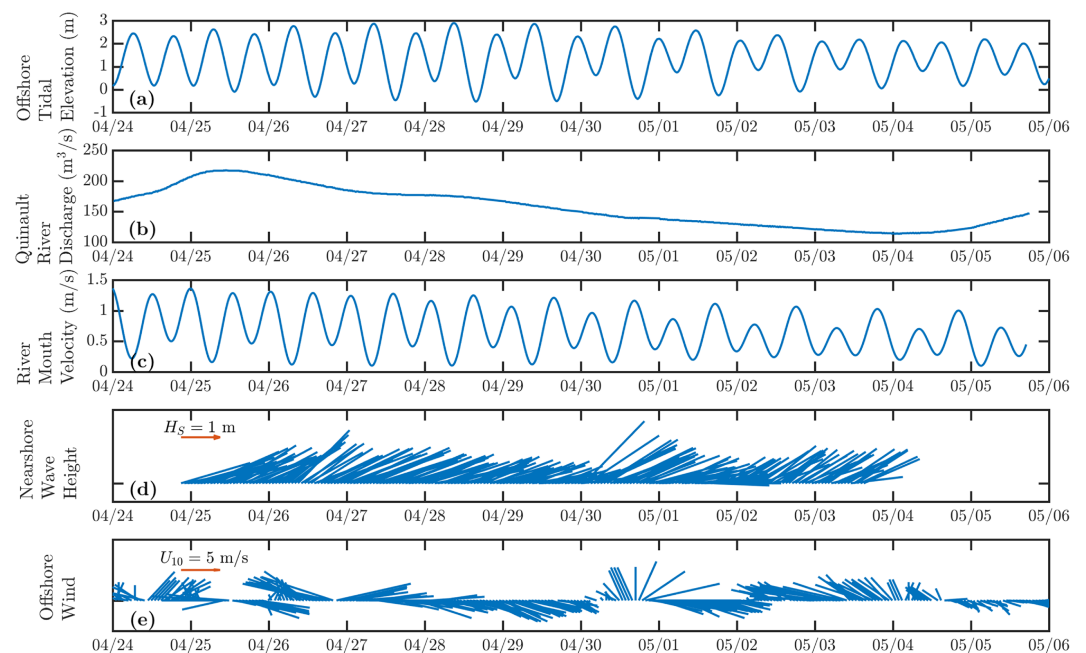 Offshore
Tidal
Elevation (m)
3
2
1
0
-1
(a)
04/24 04/25 04/26 04/27 04/28 04/29 04/30 05/01 05/02 05/03 05/04 05/05 05/06
Quinault
River
Discharge (m³/s)
250
200
150
100
(b)
04/24 04/25 04/26 04/27 04/28 04/29 04/30 05/01 05/02 05/03 05/04 05/05 05/06
River
Mouth
Velocity (m/s)
1.5
1
0.5
0
(c)
04/24 04/25 04/26 04/27 04/28 04/29 04/30 05/01 05/02 05/03 05/04 05/05 05/06
Nearshore
Wave
Height
H_S = 1 m
(d)
04/24 04/25 04/26 04/27 04/28 04/29 04/30 05/01 05/02 05/03 05/04 05/05 05/06
Offshore
Wind
U₁₀ = 5 m/s
(e)
04/24 04/25 04/26 04/27 04/28 04/29 04/30 05/01 05/02 05/03 05/04 05/05 05/06